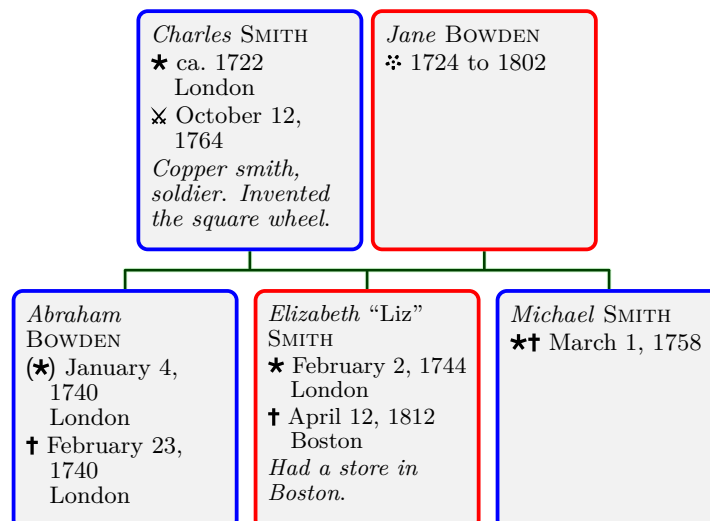 Charles SMITH
★ ca. 1722
London
⚔ October 12,
1764
Copper smith,
soldier. Invented
the square wheel.
Jane BOWDEN
፨ 1724 to 1802
Abraham
BOWDEN
(★) January 4,
1740
London
✝ February 23,
1740
London
Elizabeth “Liz”
SMITH
★ February 2, 1744
London
✝ April 12, 1812
Boston
Had a store in
Boston.
Michael SMITH
★✝ March 1, 1758